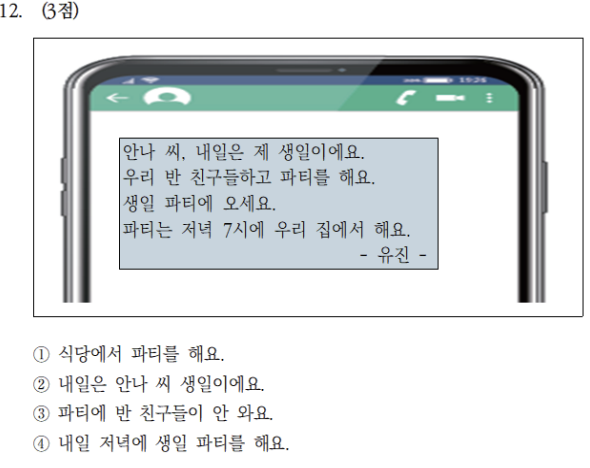 12. (3점)
19:26
안나 씨, 내일은 제 생일이에요.
우리 반 친구들하고 파티를 해요.
생일 파티에 오세요.
파티는 저녁 7시에 우리 집에서 해요.
- 유진 -
① 식당에서 파티를 해요.
② 내일은 안나 씨 생일이에요.
③ 파티에 반 친구들이 안 와요.
④ 내일 저녁에 생일 파티를 해요.